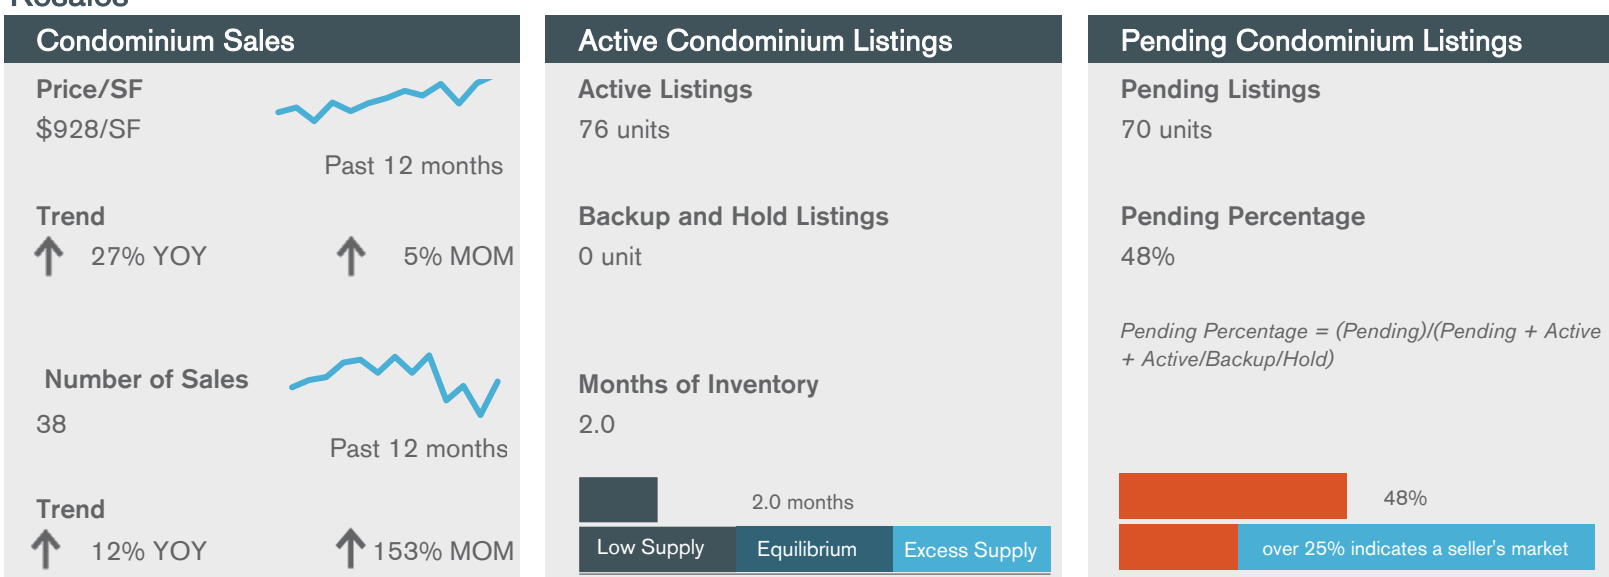 Resales
Condominium Sales
Price/SF
$928/SF
Past 12 months
Trend
27% YOY
5% MOM
Number of Sales
38
Past 12 months
Trend
12% YOY
153% MOM
Active Condominium Listings
Active Listings
76 units
Backup and Hold Listings
0 unit
Months of Inventory
2.0
2.0 months
Low Supply
Equilibrium
Excess Supply
Pending Condominium Listings
Pending Listings
70 units
Pending Percentage
48%
Pending Percentage = (Pending)/(Pending + Active
+ Active/Backup/Hold)
48%
over 25% indicates a seller's market